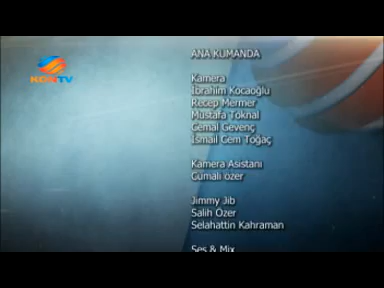 ANA KUMANDA
KON TV
Kamera
İbrahim Kocaoğlu
Recep Mermer
Mustafa Toknal
Cemal Gevenç
İsmail Cem Toğaç
Kamera Asistanı
Cumali özer
Jimmy Jib
Salih Özer
Selahattin Kahraman
Ses & Mix